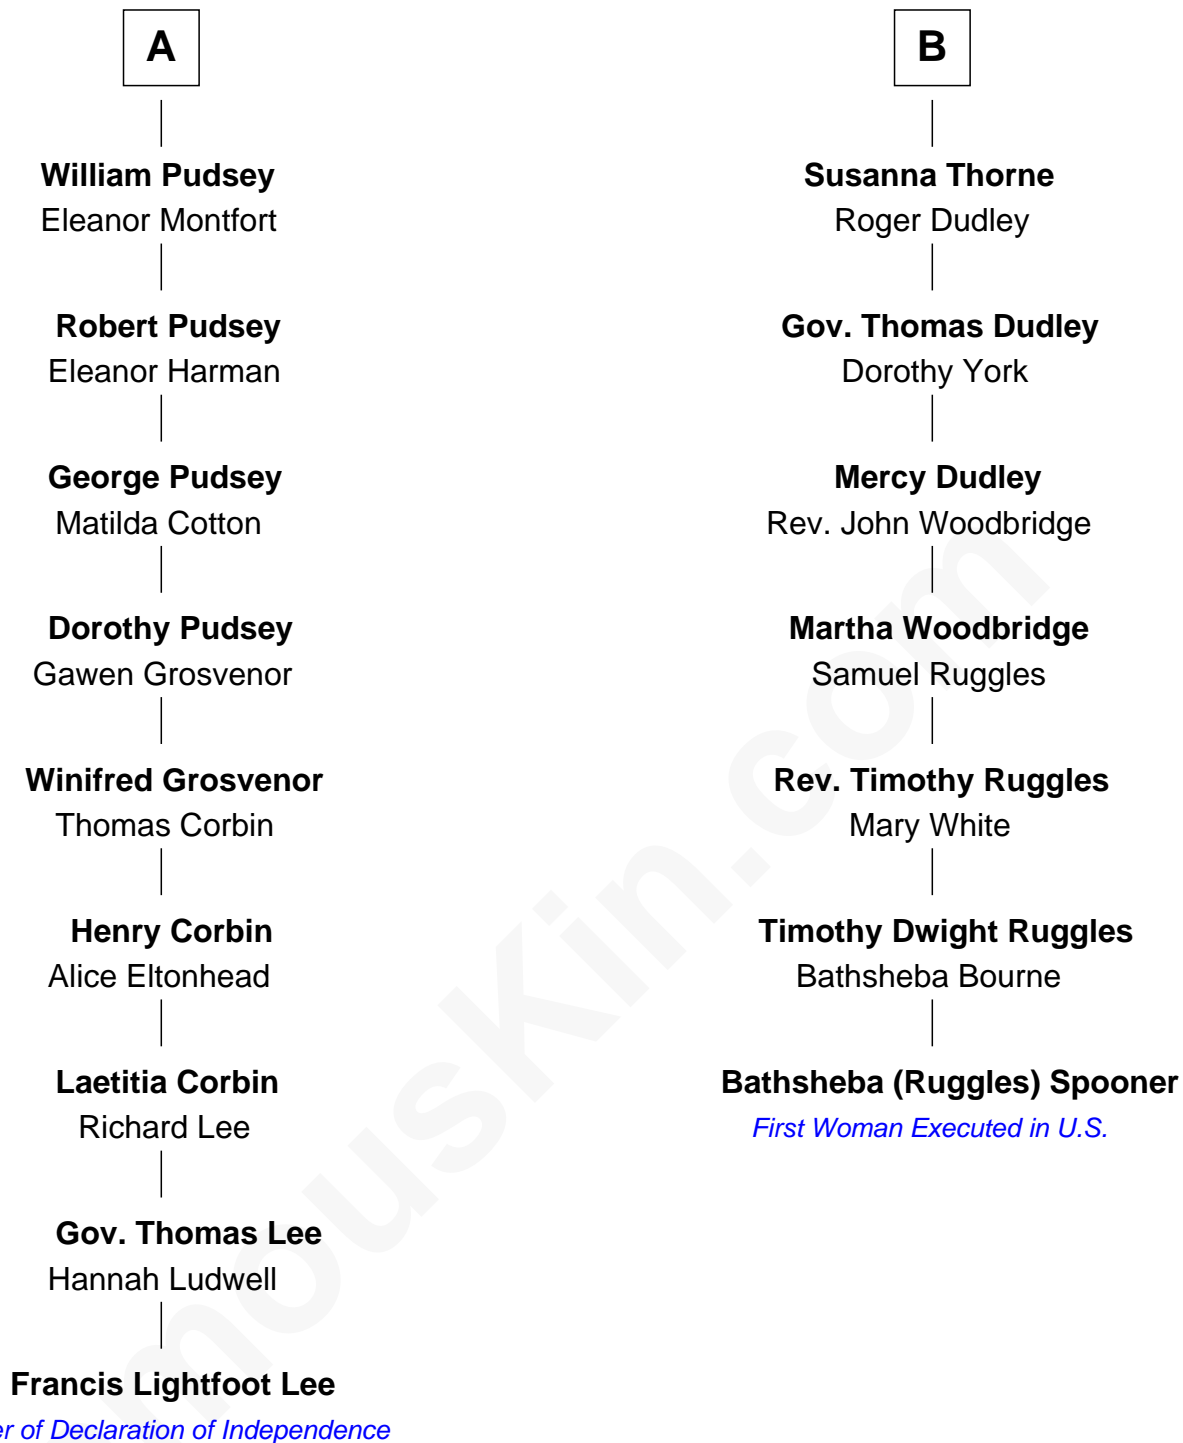 A
William Pudsey
Eleanor Montfort
Robert Pudsey
Eleanor Harman
George Pudsey
Matilda Cotton
Dorothy Pudsey
Gawen Grosvenor
Winifred Grosvenor
Thomas Corbin
Henry Corbin
Alice Eltonhead
Laetitia Corbin
Richard Lee
Gov. Thomas Lee
Hannah Ludwell
Francis Lightfoot Lee
of Declaration of Independence
B
Susanna Thorne
Roger Dudley
Gov. Thomas Dudley
Dorothy York
Mercy Dudley
Rev. John Woodbridge
Martha Woodbridge
Samuel Ruggles
Rev. Timothy Ruggles
Mary White
Timothy Dwight Ruggles
Bathsheba Bourne
Bathsheba (Ruggles) Spooner
First Woman Executed in U.S.
mousKin.com